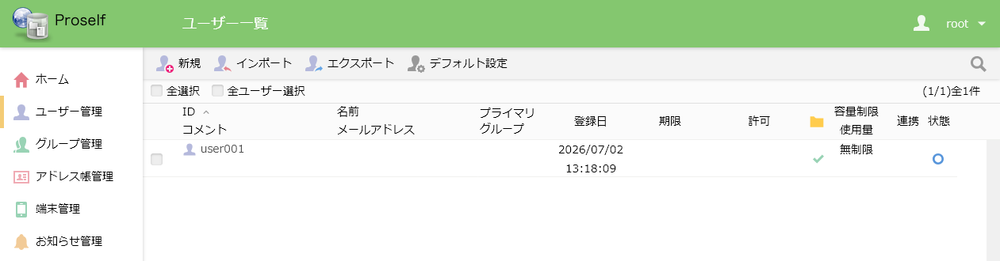 Proself
ユーザー一覧
root
新規 インポート エクスポート デフォルト設定
全選択 全ユーザー選択 (1/1)全1件
ホーム
ユーザー管理
グループ管理
アドレス帳管理
端末管理
お知らせ管理
ID 名前 プライマリ 登録日 期限 許可 容量制限 連携 状態
コメント メールアドレス グループ 使用量
user001 2026/07/02 無制限
13:18:09